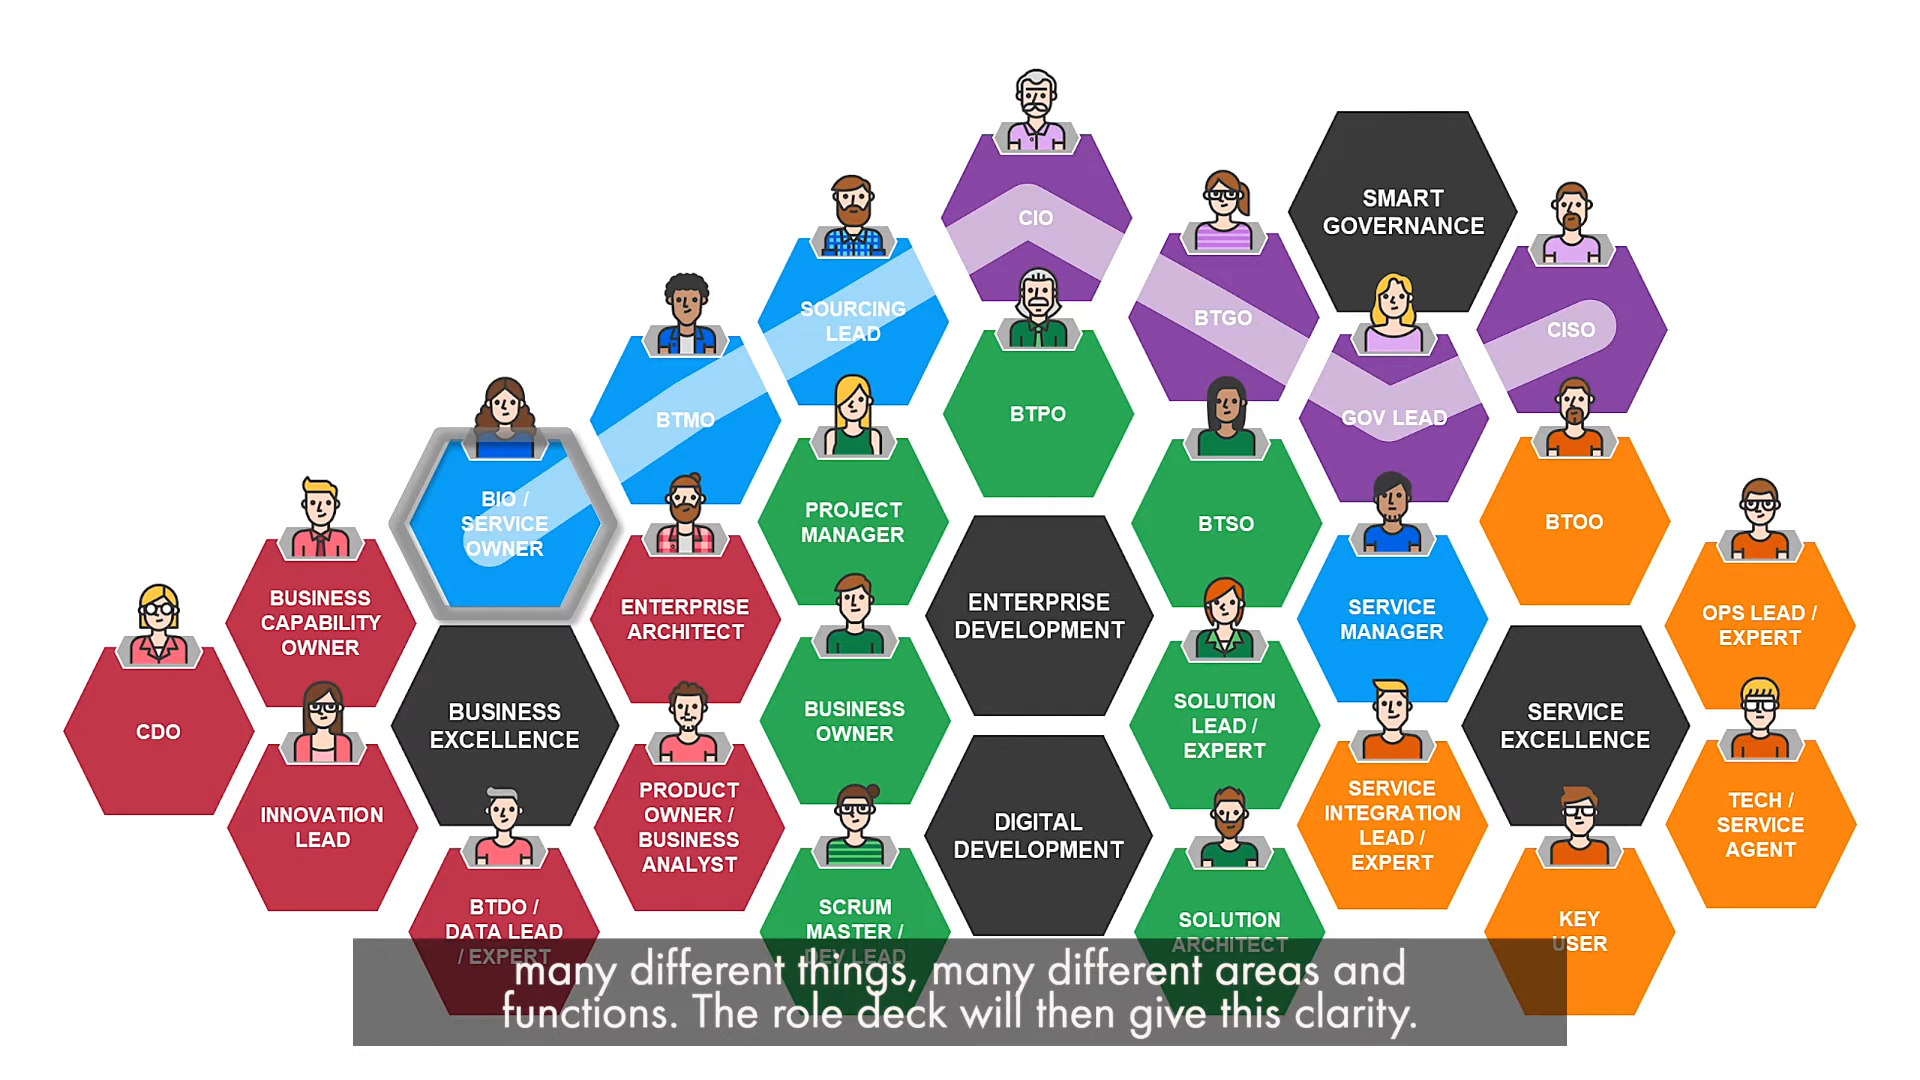 CIO
SMART
GOVERNANCE
SOURCING
LEAD
BTGO
CISO
BTMO
BTPO
GOV LEAD
BIO /
SERVICE
OWNER
PROJECT
MANAGER
BTSO
BTOO
BUSINESS
CAPABILITY
OWNER
ENTERPRISE
ARCHITECT
ENTERPRISE
DEVELOPMENT
SERVICE
MANAGER
OPS LEAD /
EXPERT
CDO
BUSINESS
EXCELLENCE
BUSINESS
OWNER
SOLUTION
LEAD /
EXPERT
SERVICE
EXCELLENCE
INNOVATION
LEAD
PRODUCT
OWNER /
BUSINESS
ANALYST
DIGITAL
DEVELOPMENT
SERVICE
INTEGRATION
LEAD /
EXPERT
TECH /
SERVICE
AGENT
BTDO /
DATA LEAD
/ EXPERT
SCRUM
MASTER /
DEV LEAD
SOLUTION
ARCHITECT
KEY
USER
many different things, many different areas and
functions. The role deck will then give this clarity.